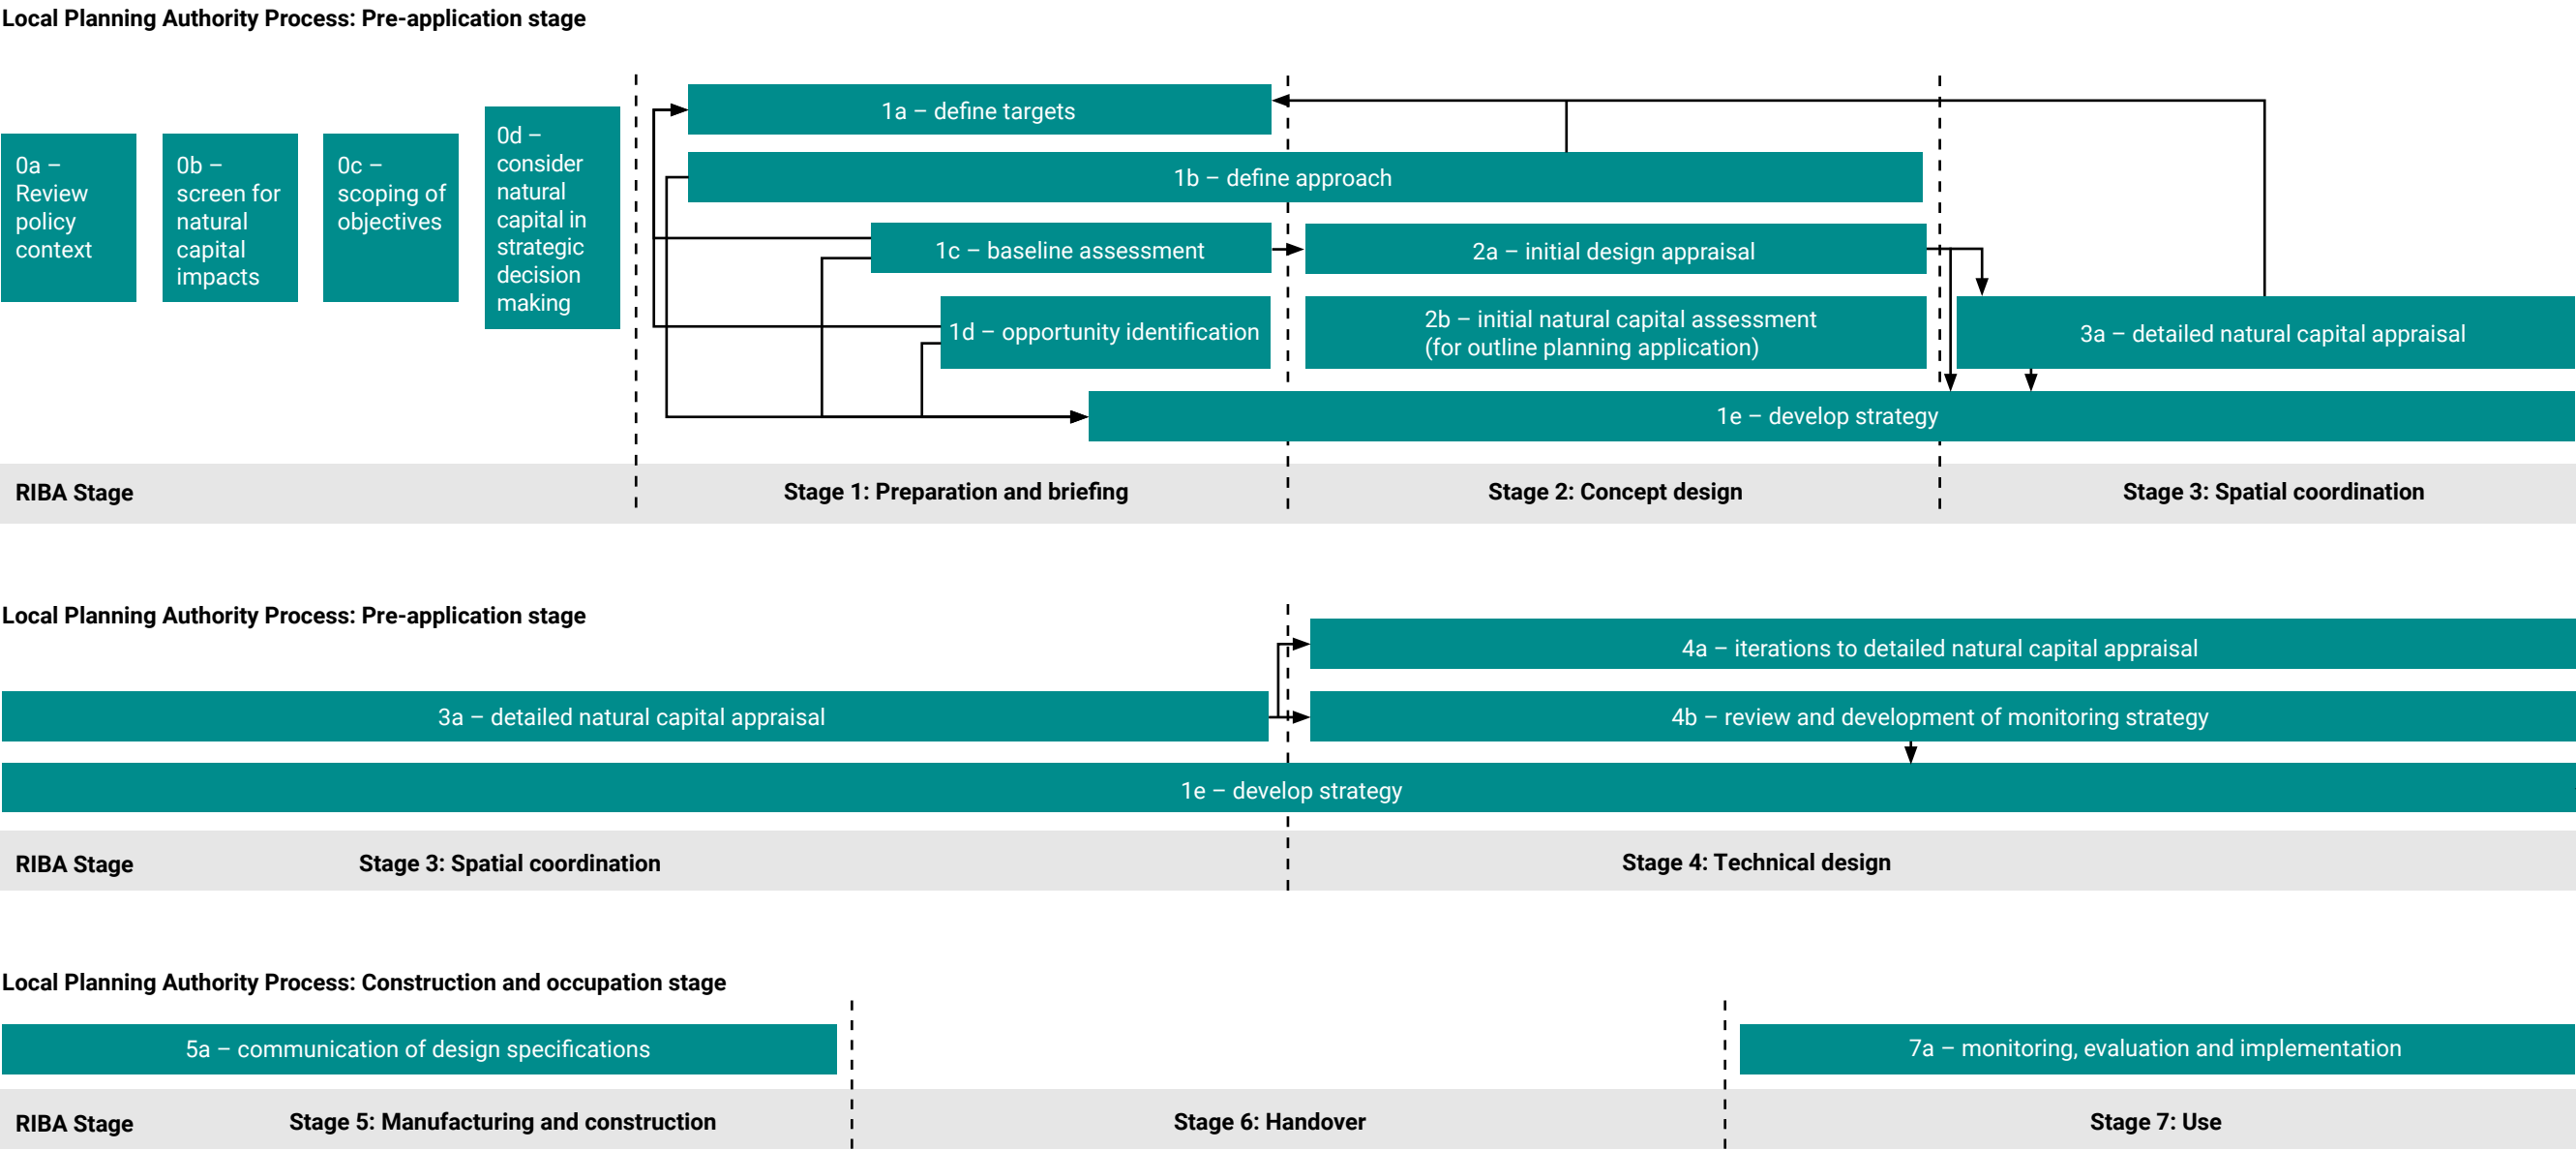 Local Planning Authority Process: Pre-application stage
0a –
Review
policy
context
0b –
screen for
natural
capital
impacts
0c –
scoping of
objectives
0d –
consider
natural
capital in
strategic
decision
making
1a – define targets
1b – define approach
1c – baseline assessment
2a – initial design appraisal
1d – opportunity identification
2b – initial natural capital assessment
(for outline planning application)
3a – detailed natural capital appraisal
1e – develop strategy
RIBA Stage
Stage 1: Preparation and briefing
Stage 2: Concept design
Stage 3: Spatial coordination
Local Planning Authority Process: Pre-application stage
4a – iterations to detailed natural capital appraisal
3a – detailed natural capital appraisal
4b – review and development of monitoring strategy
1e – develop strategy
RIBA Stage
Stage 3: Spatial coordination
Stage 4: Technical design
Local Planning Authority Process: Construction and occupation stage
5a – communication of design specifications
7a – monitoring, evaluation and implementation
RIBA Stage
Stage 5: Manufacturing and construction
Stage 6: Handover
Stage 7: Use